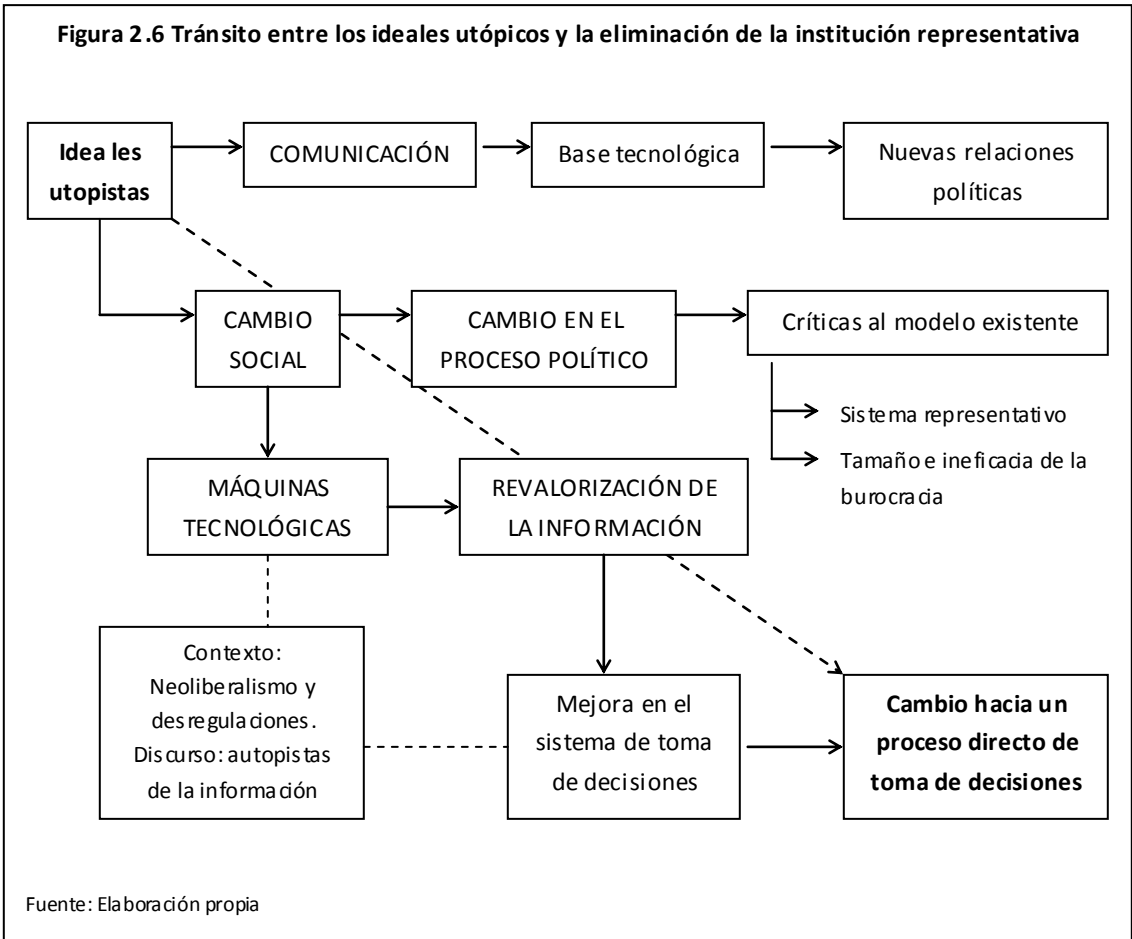 Figura 2.6 Tránsito entre los ideales utópicos y la eliminación de la institución representativa
Idea les
utopistas
COMUNICACIÓN
Base tecnológica
Nuevas relaciones
políticas
CAMBIO
SOCIAL
CAMBIO EN EL
PROCESO POLÍTICO
Críticas al modelo existente
Sistema representativo
Tamaño e ineficacia de la
burocracia
MÁQUINAS
TECNOLÓGICAS
REVALORIZACIÓN DE
LA INFORMACIÓN
Contexto:
Neoliberalismo y
desregulaciones.
Discurso: autopistas
de la información
Mejora en el
sistema de toma
de decisiones
Cambio hacia un
proceso directo de
toma de decisiones
Fuente: Elaboración propia